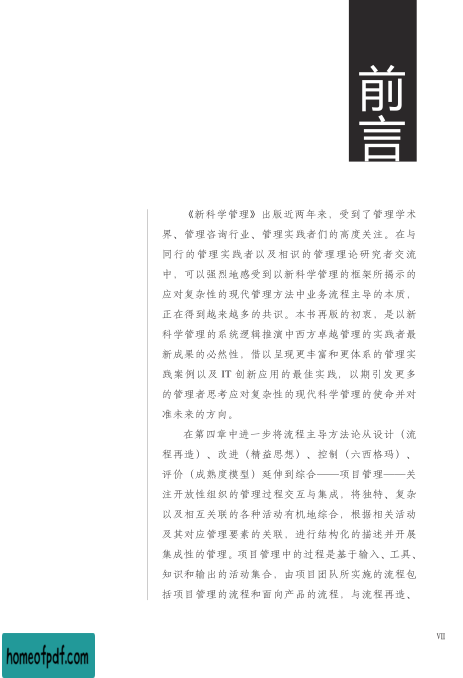 前
言
《新科学管理》出版近两年来，受到了管理学术
界、管理咨询行业、管理实践者们的高度关注。在与
同行的管理实践者以及相识的管理理论研究者交流
中，可以强烈地感受到以新科学管理的框架所揭示的
应对复杂性的现代管理方法中业务流程主导的本质，
正在得到越来越多的共识。本书再版的初衷，是以新
科学管理的系统逻辑推演中西方卓越管理的实践者最
新成果的必然性，借以呈现更丰富和更体系的管理实
践案例以及 IT 创新应用的最佳实践，以期引发更多
的管理者思考应对复杂性的现代科学管理的使命并对
准未来的方向。
在第四章中进一步将流程主导方法论从设计（流
程再造）、改进（精益思想）、控制（六西格玛）、
评价（成熟度模型）延伸到综合——项目管理——关
注开放性组织的管理过程交互与集成，将独特、复杂
以及相互关联的各种活动有机地综合，根据相关活动
及其对应管理要素的关联，进行结构化的描述并开展
集成性的管理。项目管理中的过程是基于输入、工具、
知识和输出的活动集合，由项目团队所实施的流程包
括项目管理的流程和面向产品的流程，与流程再造、
VII
homeofpdf.com